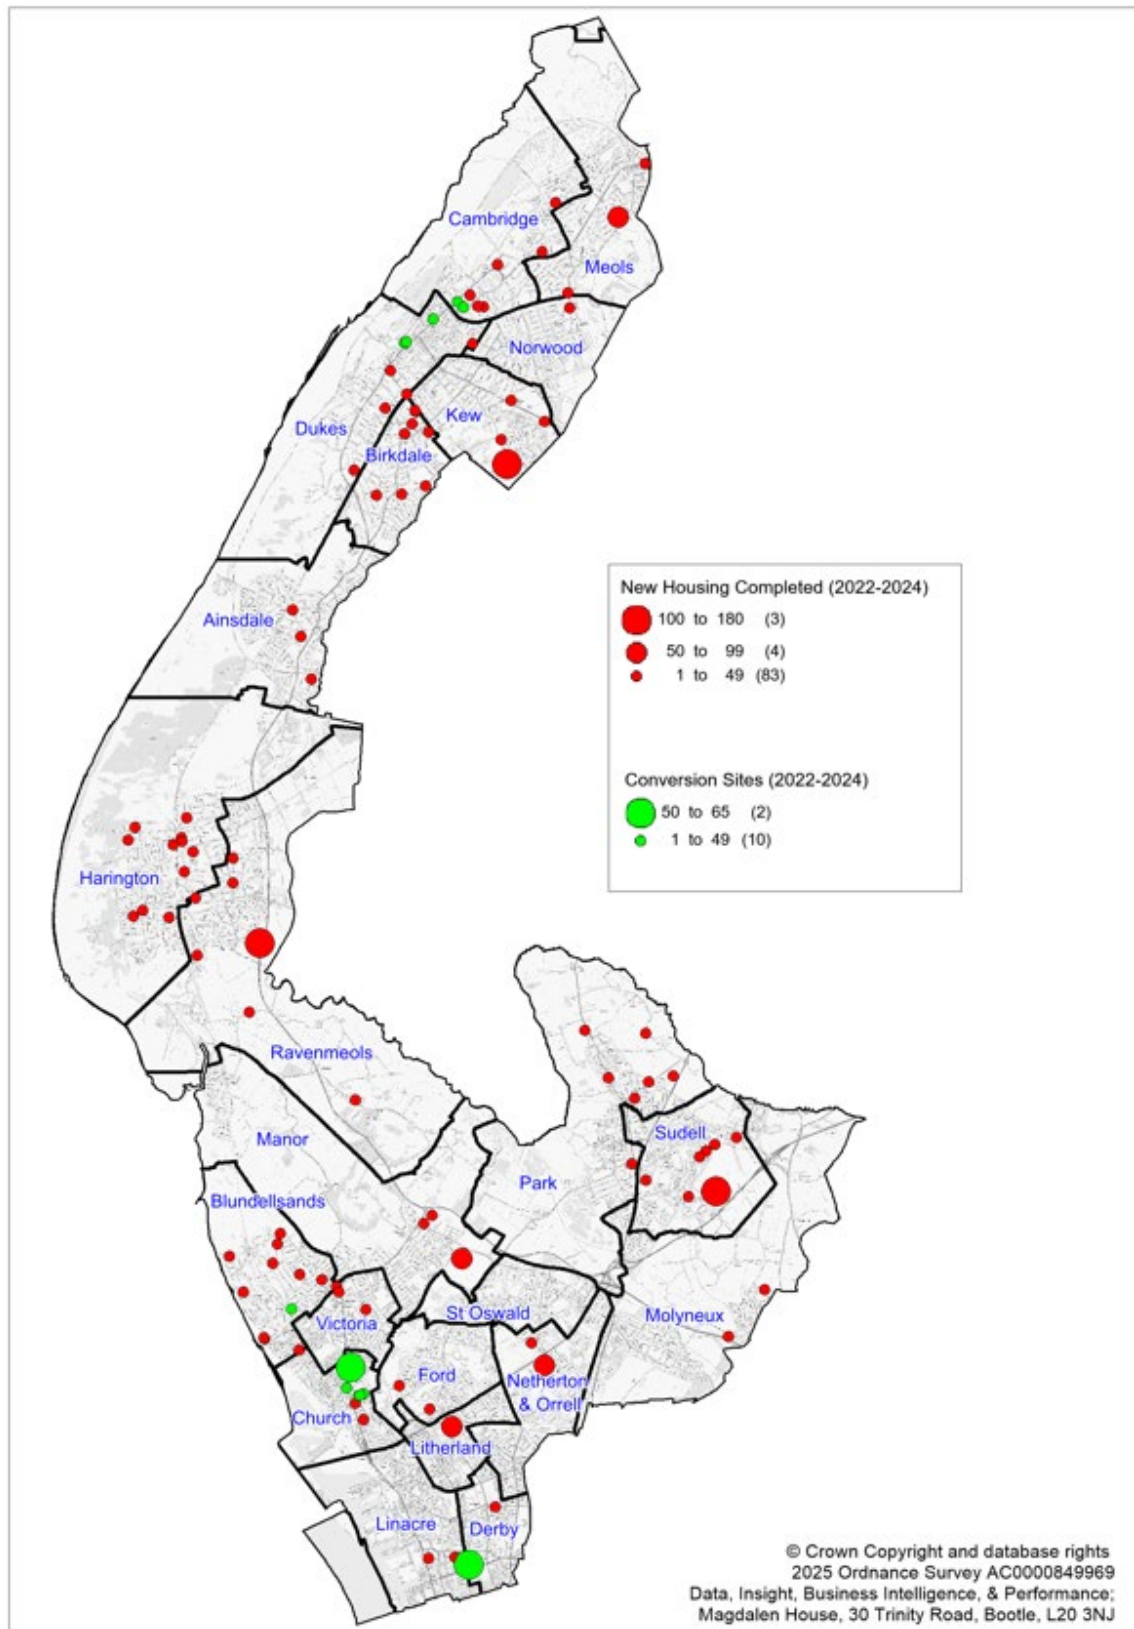 Cambridge
Meols
Norwood
Kew
Dukes
Birkdale
New Housing Completed (2022-2024)
100 to 180 (3)
50 to 99 (4)
1 to 49 (83)
Ainsdale
Conversion Sites (2022-2024)
50 to 65 (2)
1 to 49 (10)
Harington
Ravenmeols
Manor
Sudell
Park
Blundellsands
St Oswald
Molyneux
Victoria
Ford
Netherton
& Orrell
Church
Litherland
Linacre
Derby
© Crown Copyright and database rights
2025 Ordnance Survey AC0000849969
Data, Insight, Business Intelligence, & Performance;
Magdalen House, 30 Trinity Road, Bootle, L20 3NJ